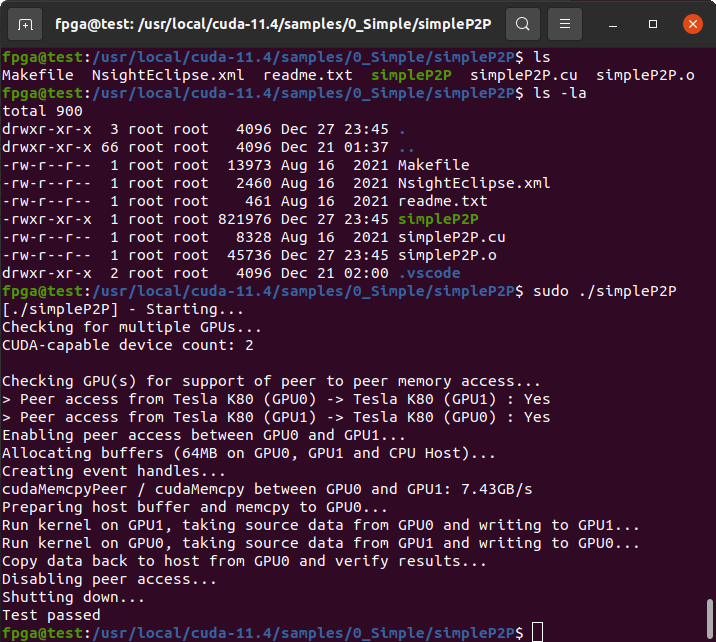 fpga@test: /usr/local/cuda-11.4/samples/0_Simple/simpleP2P
fpga@test:/usr/local/cuda-11.4/samples/0_Simple/simpleP2P$ ls
Makefile  NsightEclipse.xml  readme.txt  simpleP2P  simpleP2P.cu  simpleP2P.o
fpga@test:/usr/local/cuda-11.4/samples/0_Simple/simpleP2P$ ls -la
total 900
drwxr-xr-x  3 root root   4096 Dec 27 23:45 .
drwxr-xr-x 66 root root   4096 Dec 21 01:37 ..
-rw-r--r--  1 root root  13973 Aug 16  2021 Makefile
-rw-r--r--  1 root root   2460 Aug 16  2021 NsightEclipse.xml
-rw-r--r--  1 root root    461 Aug 16  2021 readme.txt
-rwxr-xr-x  1 root root 821976 Dec 27 23:45 simpleP2P
-rw-r--r--  1 root root   8328 Aug 16  2021 simpleP2P.cu
-rw-r--r--  1 root root  45736 Dec 27 23:45 simpleP2P.o
drwxr-xr-x  2 root root   4096 Dec 21 02:00 .vscode
fpga@test:/usr/local/cuda-11.4/samples/0_Simple/simpleP2P$ sudo ./simpleP2P
[./simpleP2P] - Starting...
Checking for multiple GPUs...
CUDA-capable device count: 2
Checking GPU(s) for support of peer to peer memory access...
> Peer access from Tesla K80 (GPU0) -> Tesla K80 (GPU1) : Yes
> Peer access from Tesla K80 (GPU1) -> Tesla K80 (GPU0) : Yes
Enabling peer access between GPU0 and GPU1...
Allocating buffers (64MB on GPU0, GPU1 and CPU Host)...
Creating event handles...
cudaMemcpyPeer / cudaMemcpy between GPU0 and GPU1: 7.43GB/s
Preparing host buffer and memcpy to GPU0...
Run kernel on GPU1, taking source data from GPU0 and writing to GPU1...
Run kernel on GPU0, taking source data from GPU1 and writing to GPU0...
Copy data back to host from GPU0 and verify results...
Disabling peer access...
Shutting down...
Test passed
fpga@test:/usr/local/cuda-11.4/samples/0_Simple/simpleP2P$